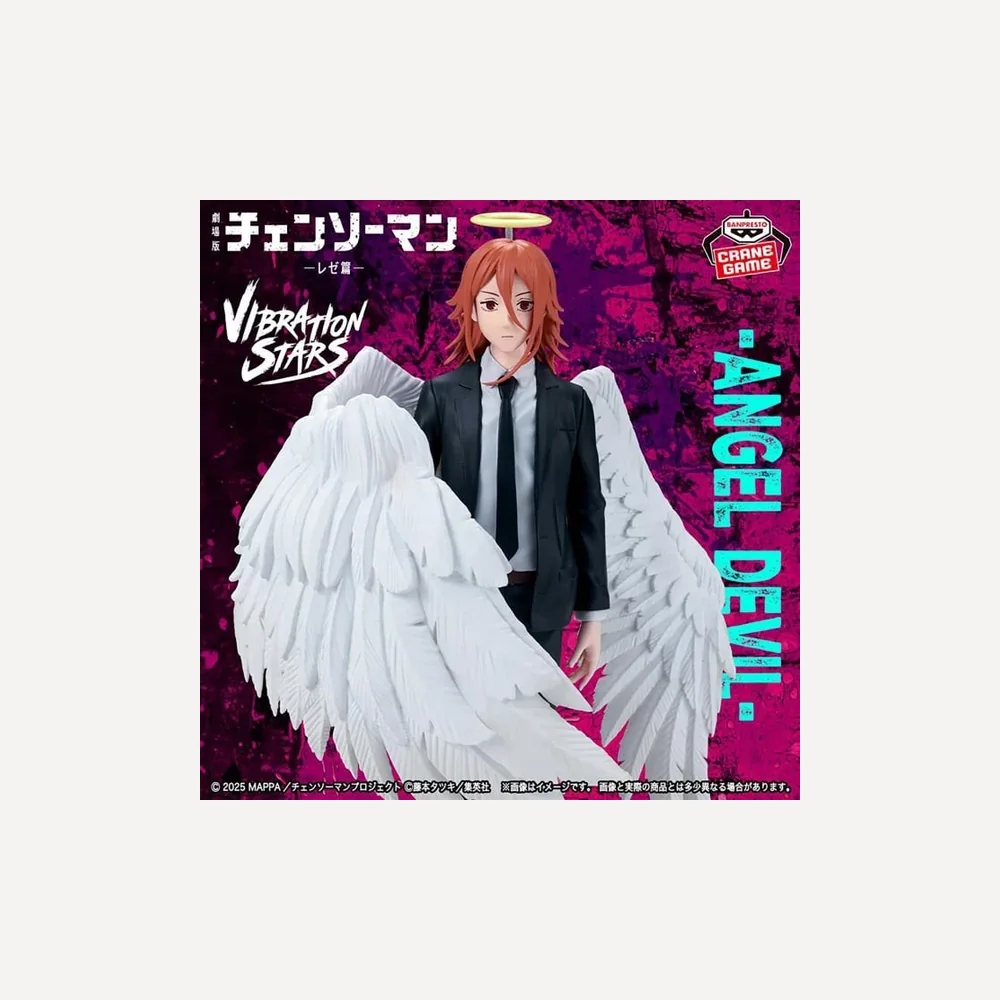 劇場版
チェンソーマン
―レゼ篇―
VIBRATION
STARS
BANPRESTO
CRANE
GAME
・ANGEL DEVIL・
© 2025 MAPPA／チェンソーマンプロジェクト ©藤本タツキ／集英社　※画像はイメージです。 画像と実際の商品とは多少異なる場合があります。